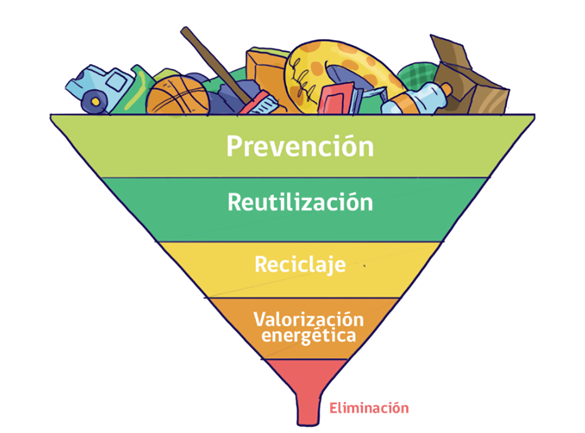 Prevención
Reutilización
Reciclaje
Valorización
energética
Eliminación